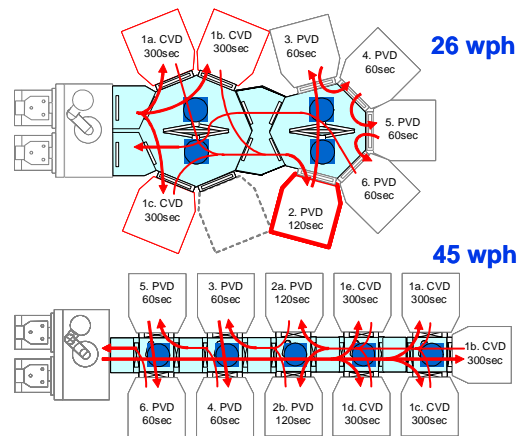 1a. CVD
300sec
1b. CVD
300sec
3. PVD
60sec
26 wph
4. PVD
60sec
5. PVD
60sec
6. PVD
60sec
1c. CVD
300sec
2. PVD
120sec
45 wph
5. PVD
60sec
3. PVD
60sec
2a. PVD
120sec
1e. CVD
300sec
1a. CVD
300sec
1b. CVD
300sec
6. PVD
60sec
4. PVD
60sec
2b. PVD
120sec
1d. CVD
300sec
1c. CVD
300sec